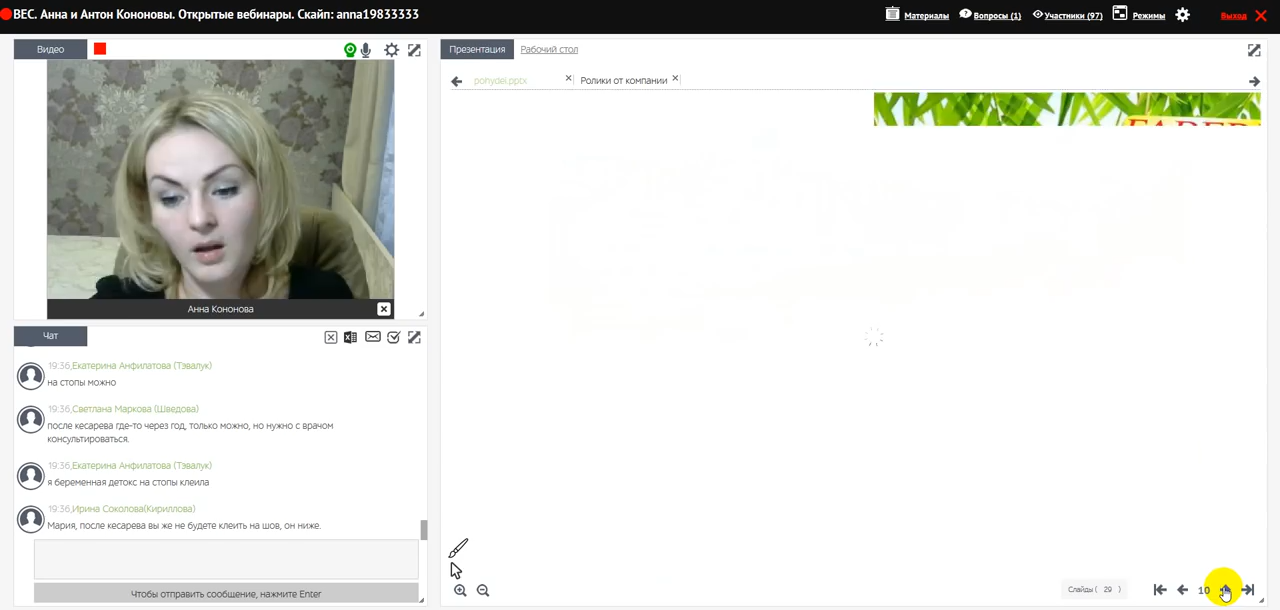 ВЕС. Анна и Антон Кононовы. Открытые вебинары. Скайп: anna19833333
Материалы
Вопросы (1)
Участники (97)
Режимы
Выход
Видео
Презентация
Рабочий стол
pohydei.pptx
Ролики от компании
Анна Кононова
Чат
19:36,Екатерина Анфилатова (Тэвалук)
на стопы можно
19:36,Светлана Маркова (Шведова)
после кесарева где-то через год, только можно, но нужно с врачом
консультироваться.
19:36,Екатерина Анфилатова (Тэвалук)
я беременная детокс на стопы клеила
19:36,Ирина Соколова(Кириллова)
Мария, после кесарева вы же не будете клеить на шов, он ниже.
Чтобы отправить сообщение, нажмите Enter
Слайды ( 29 )
10